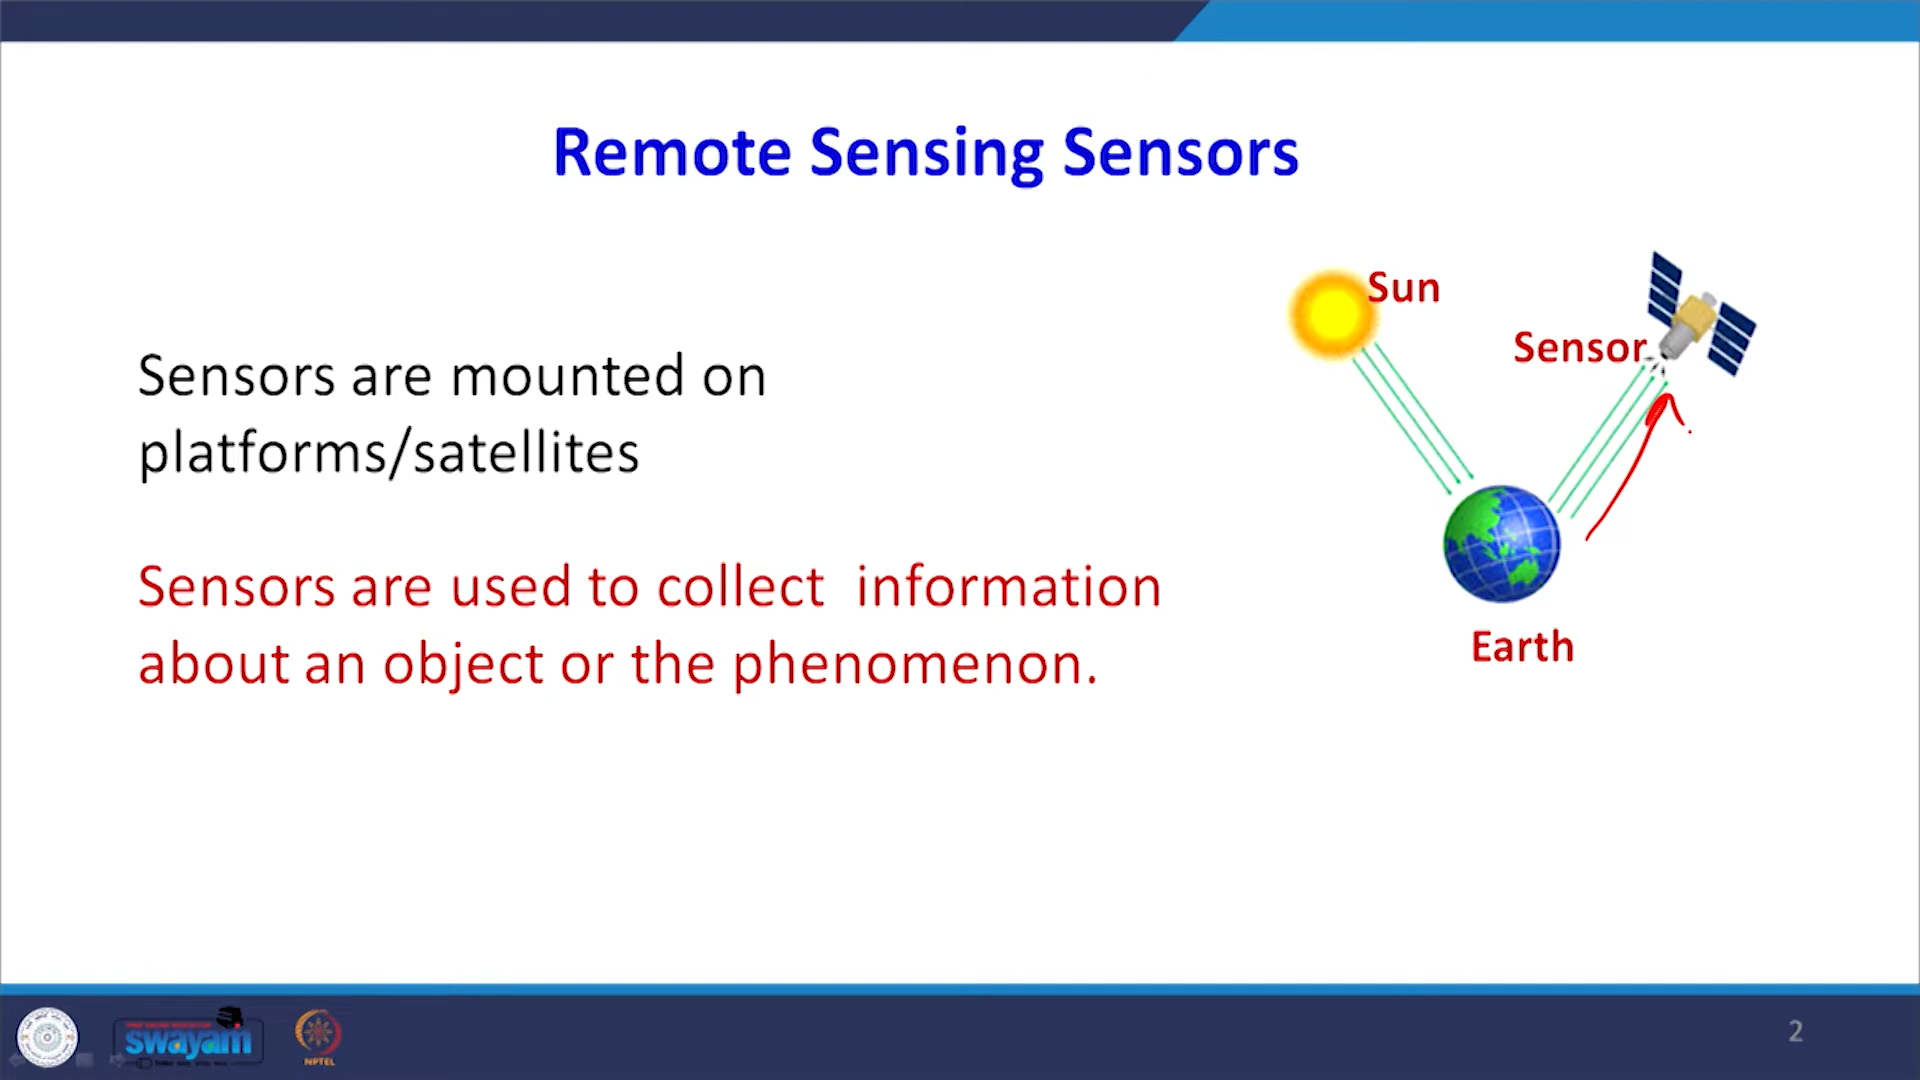 Remote Sensing Sensors
Sun
Sensor
Sensors are mounted on
platforms/satellites
Sensors are used to collect information
about an object or the phenomenon.
Earth
swayam
NPTEL
2